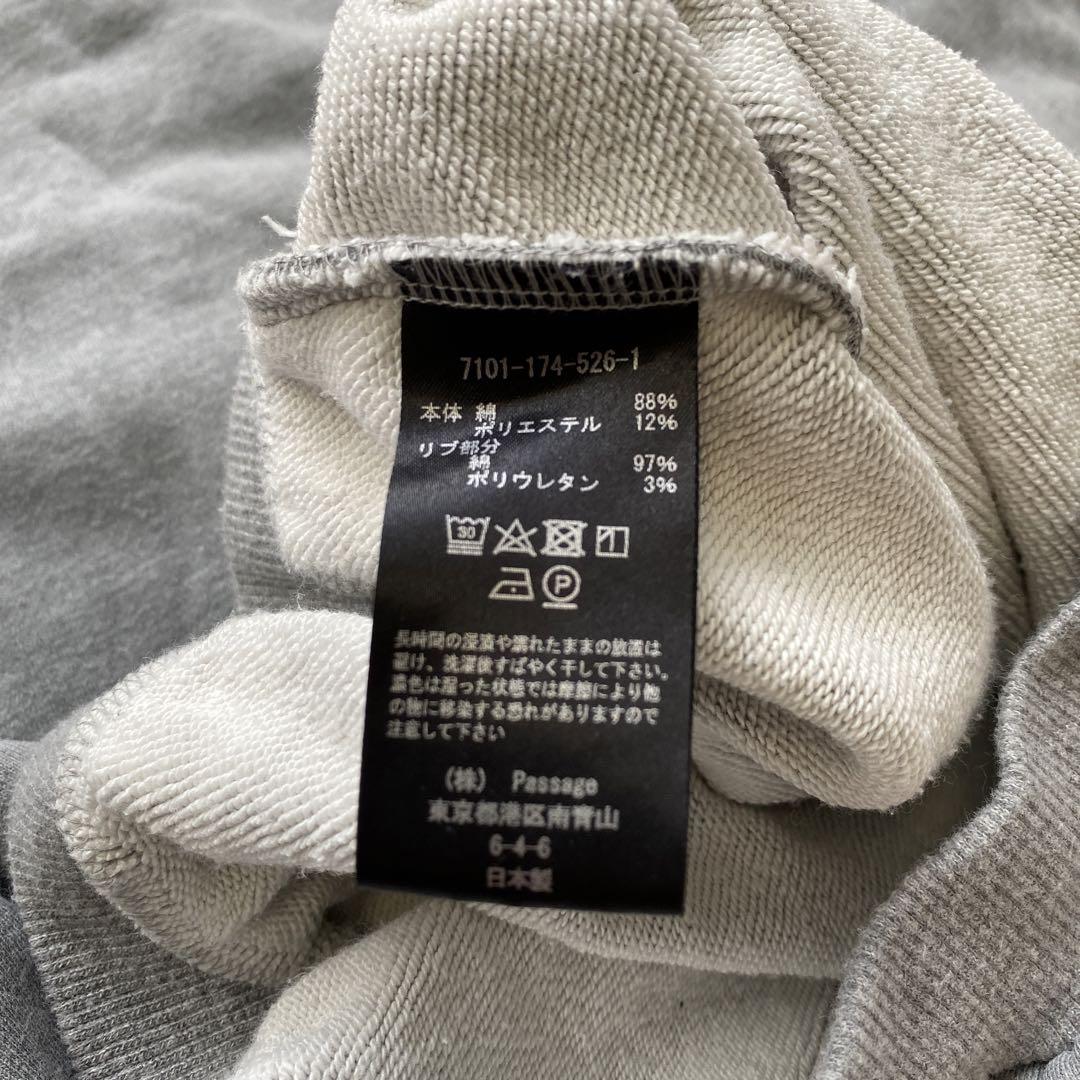 7101-174-526-1
本体 綿 88%
ポリエステル 12%
リブ部分
綿 97%
ポリウレタン 3%
30
P
長時間の浸漬や濡れたままの放置は
避け、洗濯後すばやく干して下さい。
濃色は湿った状態では摩擦により他
の物に移染する恐れがありますので
注意して下さい
(株) Passage
東京都港区南青山
6-4-6
日本製